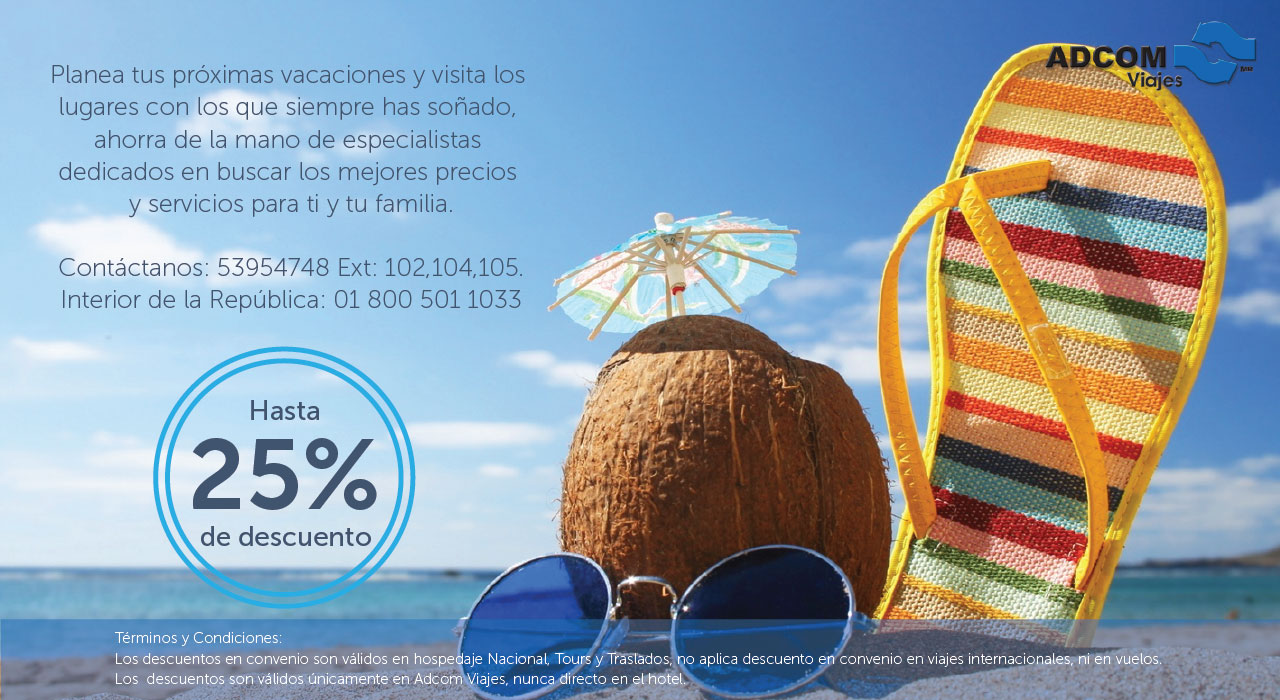 ADCOM
Viajes
Planea tus próximas vacaciones y visita los
lugares con los que siempre has soñado,
ahorra de la mano de especialistas
dedicados en buscar los mejores precios
y servicios para ti y tu familia.
Contáctanos: 53954748 Ext: 102,104,105.
Interior de la República: 01 800 501 1033
Hasta
25%
de descuento
Términos y Condiciones:
Los descuentos en convenio son válidos en hospedaje Nacional, Tours y Traslados, no aplica descuento en convenio en viajes internacionales, ni en vuelos.
Los descuentos son válidos únicamente en Adcom Viajes, nunca directo en el hotel.